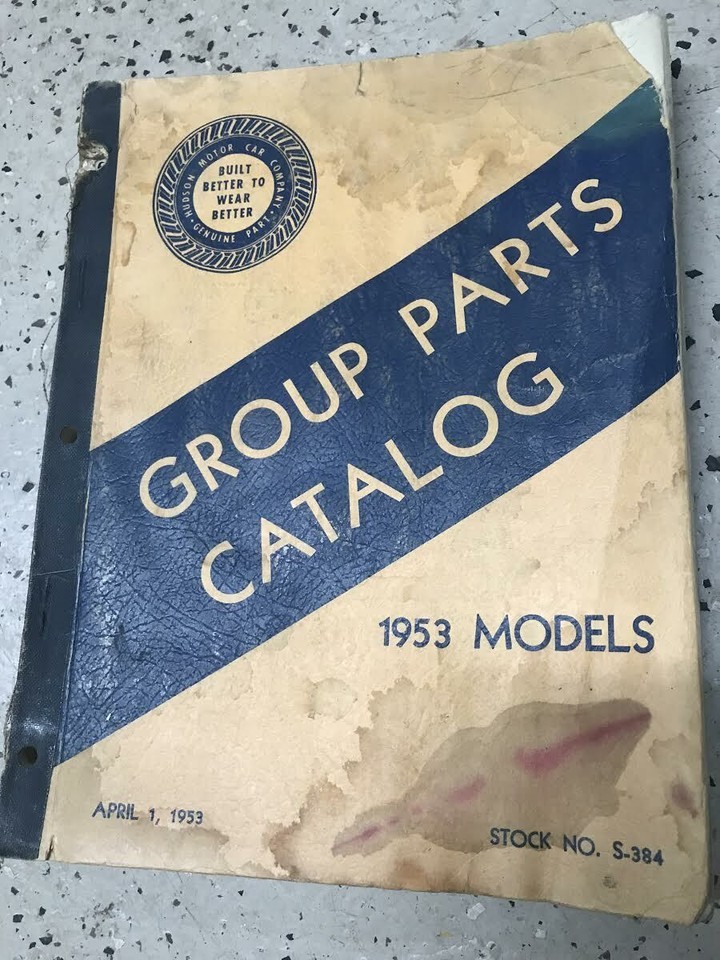 HUDSON MOTOR CAR COMPANY
BUILT
BETTER TO
WEAR
BETTER
• GENUINE PART •
GROUP PARTS
CATALOG
1953 MODELS
APRIL 1, 1953
STOCK NO. S-384